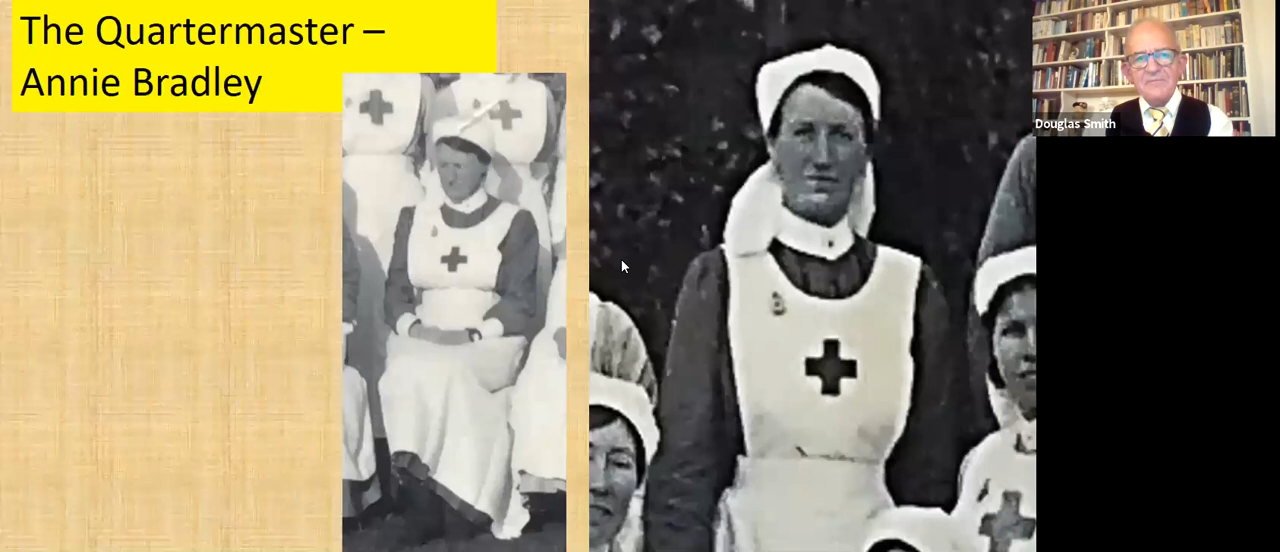 The Quartermaster –
Annie Bradley
Douglas Smith